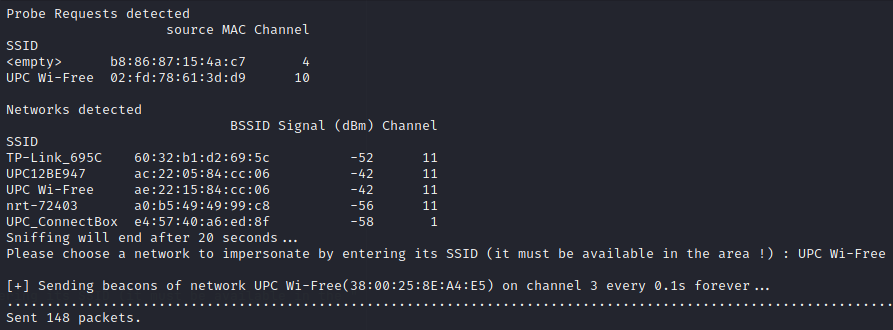 Probe Requests detected
source MAC Channel
SSID
<empty> b8:86:87:15:4a:c7 4
UPC Wi-Free 02:fd:78:61:3d:d9 10
Networks detected
BSSID Signal (dBm) Channel
SSID
TP-Link_695C 60:32:b1:d2:69:5c -52 11
UPC12BE947 ac:22:05:84:cc:06 -42 11
UPC Wi-Free ae:22:15:84:cc:06 -42 11
nrt-72403 a0:b5:49:49:99:c8 -56 11
UPC_ConnectBox e4:57:40:a6:ed:8f -58 1
Sniffing will end after 20 seconds...
Please choose a network to impersonate by entering its SSID (it must be available in the area !) : UPC Wi-Free
[+] Sending beacons of network UPC Wi-Free(38:00:25:8E:A4:E5) on channel 3 every 0.1s forever...
................................................................................................................
Sent 148 packets.